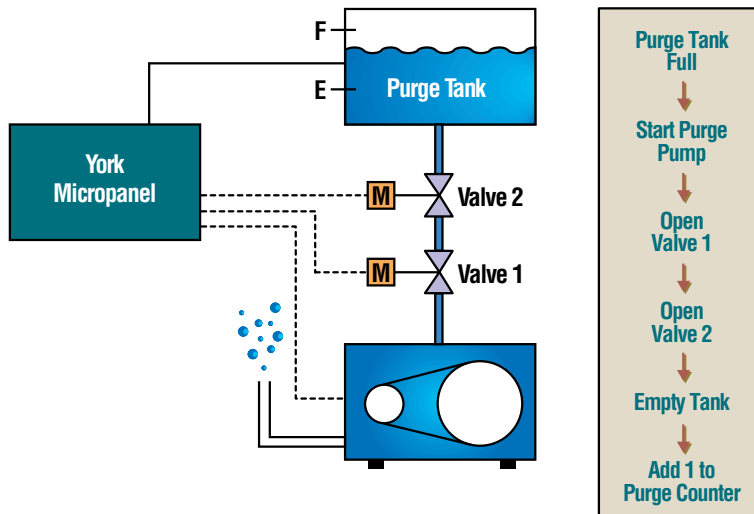 F
E
Purge Tank
York
Micropanel
M
Valve 2
M
Valve 1
Purge Tank
Full
Start Purge
Pump
Open
Valve 1
Open
Valve 2
Empty Tank
Add 1 to
Purge Counter